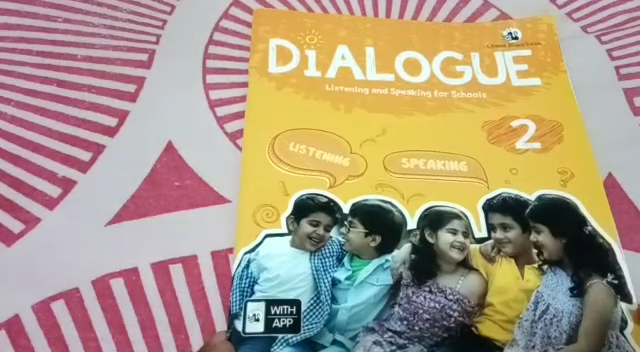 DiALOGUE
Listening and Speaking for Schools
2
LISTENING
SPEAKING
WITH
APP